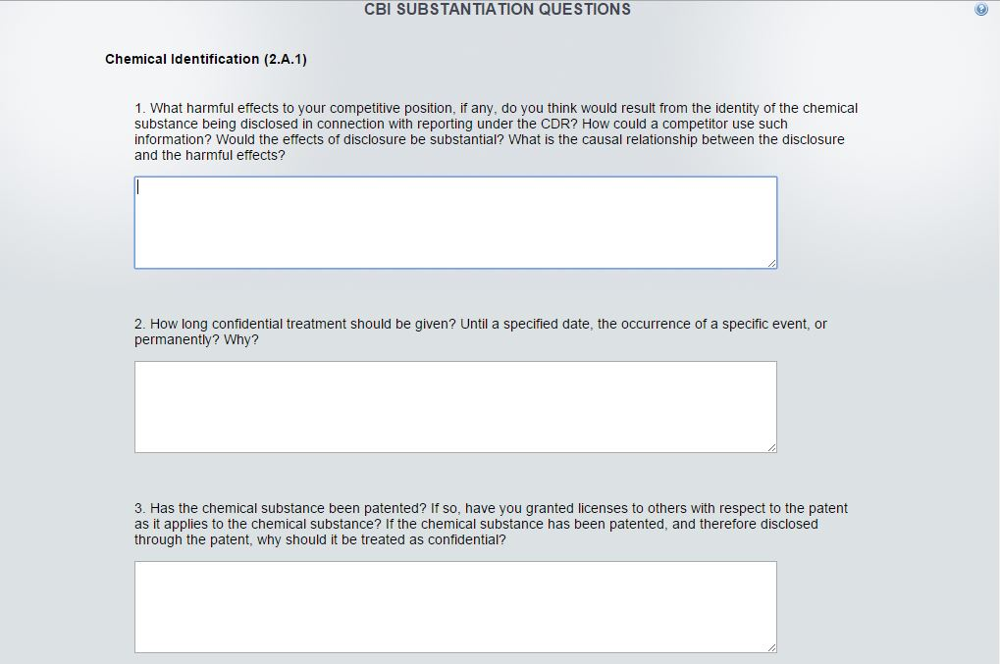 CBI SUBSTANTIATION QUESTIONS
?
Chemical Identification (2.A.1)
1. What harmful effects to your competitive position, if any, do you think would result from the identity of the chemical
substance being disclosed in connection with reporting under the CDR? How could a competitor use such
information? Would the effects of disclosure be substantial? What is the causal relationship between the disclosure
and the harmful effects?
2. How long confidential treatment should be given? Until a specified date, the occurrence of a specific event, or
permanently? Why?
3. Has the chemical substance been patented? If so, have you granted licenses to others with respect to the patent
as it applies to the chemical substance? If the chemical substance has been patented, and therefore disclosed
through the patent, why should it be treated as confidential?